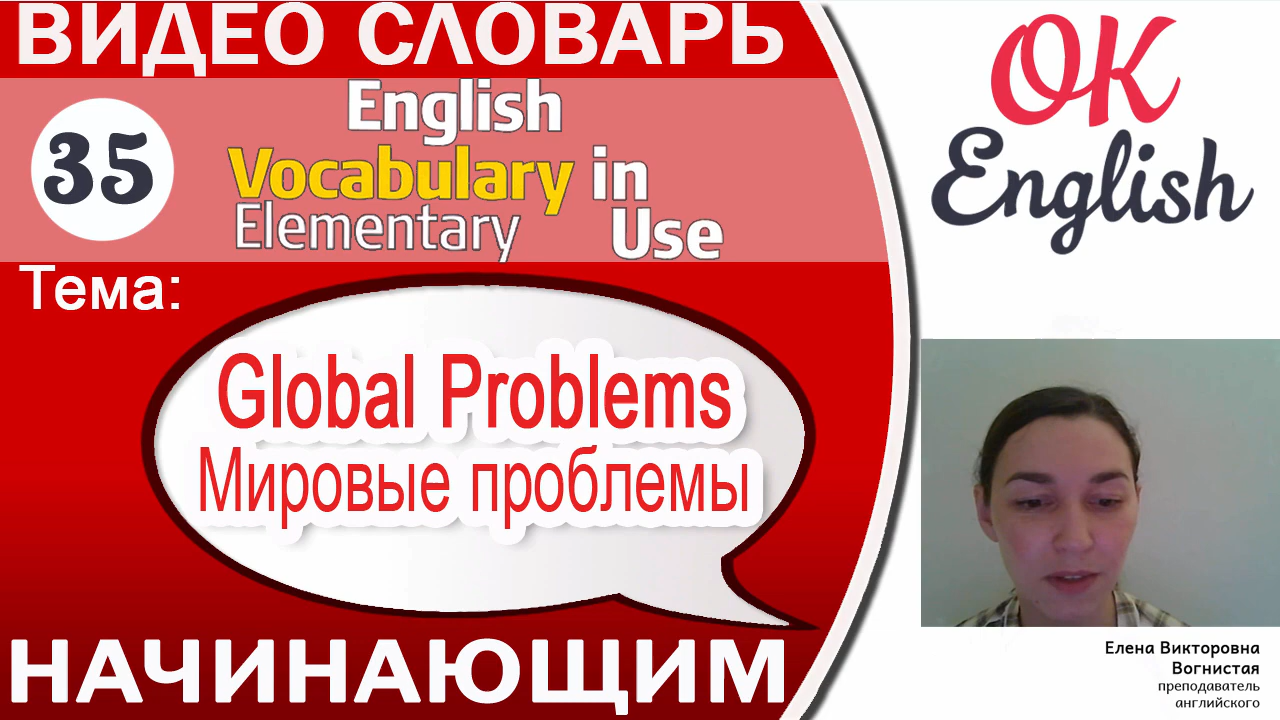 ВИДЕО СЛОВАРЬ
35
English
Vocabulary in
Elementary Use
Тема:
Global Problems
Мировые проблемы
НАЧИНАЮЩИМ
OK
English
Елена Викторовна
Вогнистая
преподаватель
английского